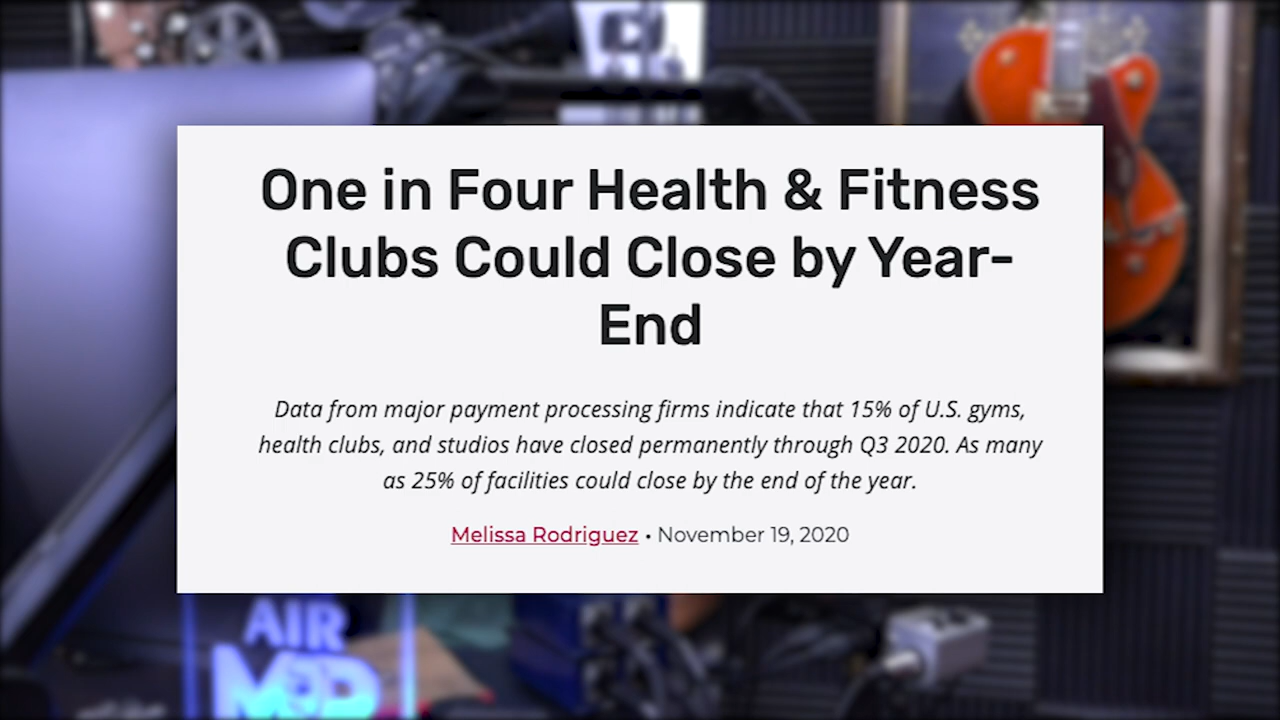 One in Four Health & Fitness
Clubs Could Close by Year-
End
Data from major payment processing firms indicate that 15% of U.S. gyms,
health clubs, and studios have closed permanently through Q3 2020. As many
as 25% of facilities could close by the end of the year.
Melissa Rodriguez • November 19, 2020
AIR